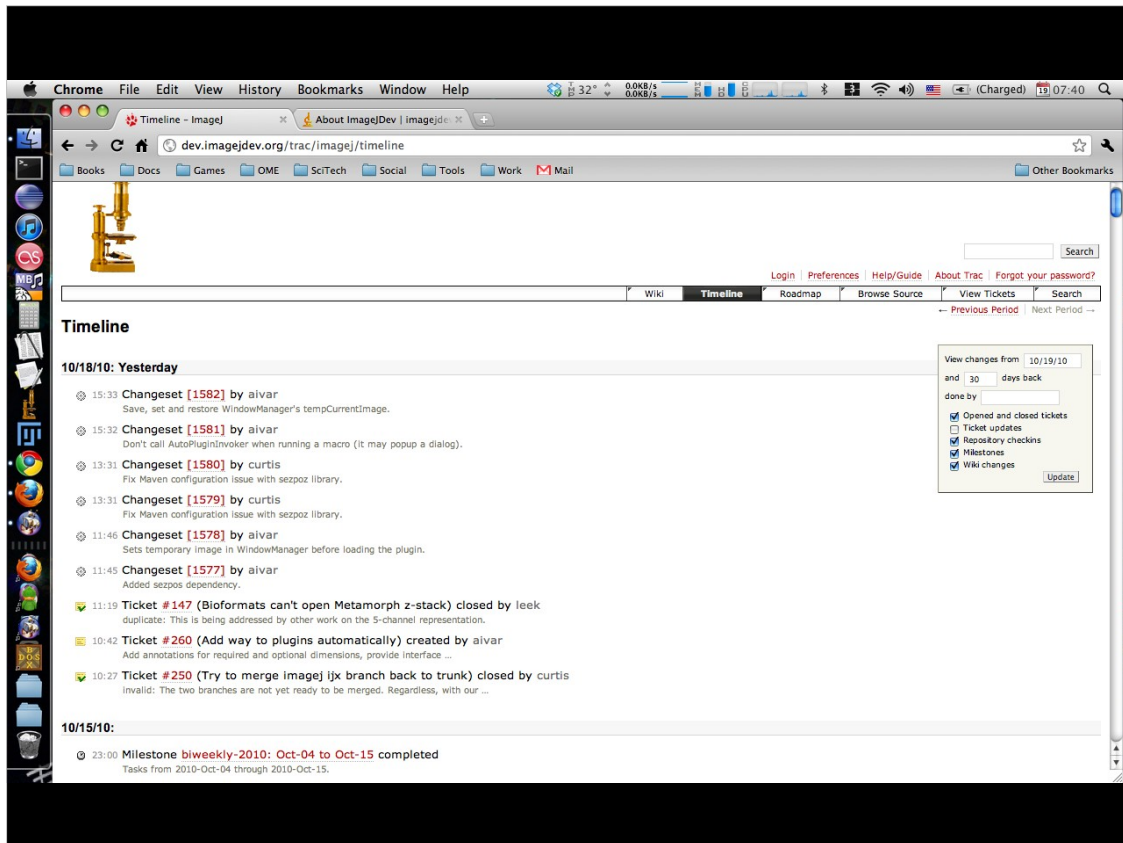 Chrome File Edit View History Bookmarks Window Help 32° 0.0KB/s 0.0KB/s (Charged) 19 07:40
Timeline – ImageJ About ImageJDev | imagejde
dev.imagejdev.org/trac/imagej/timeline
Books Docs Games OME SciTech Social Tools Work Mail Other Bookmarks
Search
Login Preferences Help/Guide About Trac Forgot your password?
Wiki Timeline Roadmap Browse Source View Tickets Search
← Previous Period Next Period →
Timeline
View changes from 10/19/10
and 30 days back
done by
Opened and closed tickets
Ticket updates
Repository checkins
Milestones
Wiki changes
Update
10/18/10: Yesterday
15:33 Changeset [1582] by aivar
Save, set and restore WindowManager's tempCurrentImage.
15:32 Changeset [1581] by aivar
Don't call AutoPluginInvoker when running a macro (it may popup a dialog).
13:31 Changeset [1580] by curtis
Fix Maven configuration issue with sezpoz library.
13:31 Changeset [1579] by curtis
Fix Maven configuration issue with sezpoz library.
11:46 Changeset [1578] by aivar
Sets temporary image in WindowManager before loading the plugin.
11:45 Changeset [1577] by aivar
Added sezpos dependency.
11:19 Ticket #147 (Bioformats can't open Metamorph z-stack) closed by leek
duplicate: This is being addressed by other work on the 5-channel representation.
10:42 Ticket #260 (Add way to plugins automatically) created by aivar
Add annotations for required and optional dimensions, provide interface ...
10:27 Ticket #250 (Try to merge imagej ijx branch back to trunk) closed by curtis
invalid: The two branches are not yet ready to be merged. Regardless, with our ...
10/15/10:
23:00 Milestone biweekly-2010: Oct-04 to Oct-15 completed
Tasks from 2010-Oct-04 through 2010-Oct-15.